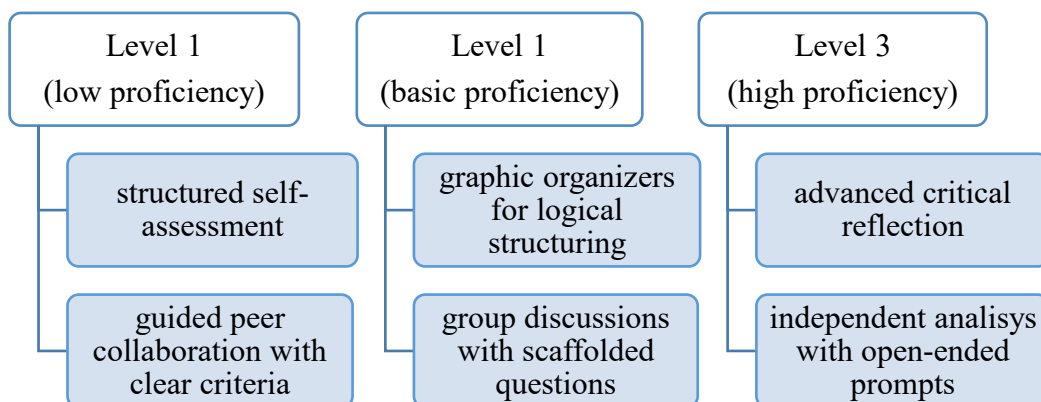 Level 1
(low proficiency)
structured self-
assessment
guided peer
collaboration with
clear criteria
Level 1
(basic proficiency)
graphic organizers
for logical
structuring
group discussions
with scaffolded
questions
Level 3
(high proficiency)
advanced critical
reflection
independent analisys
with open-ended
prompts